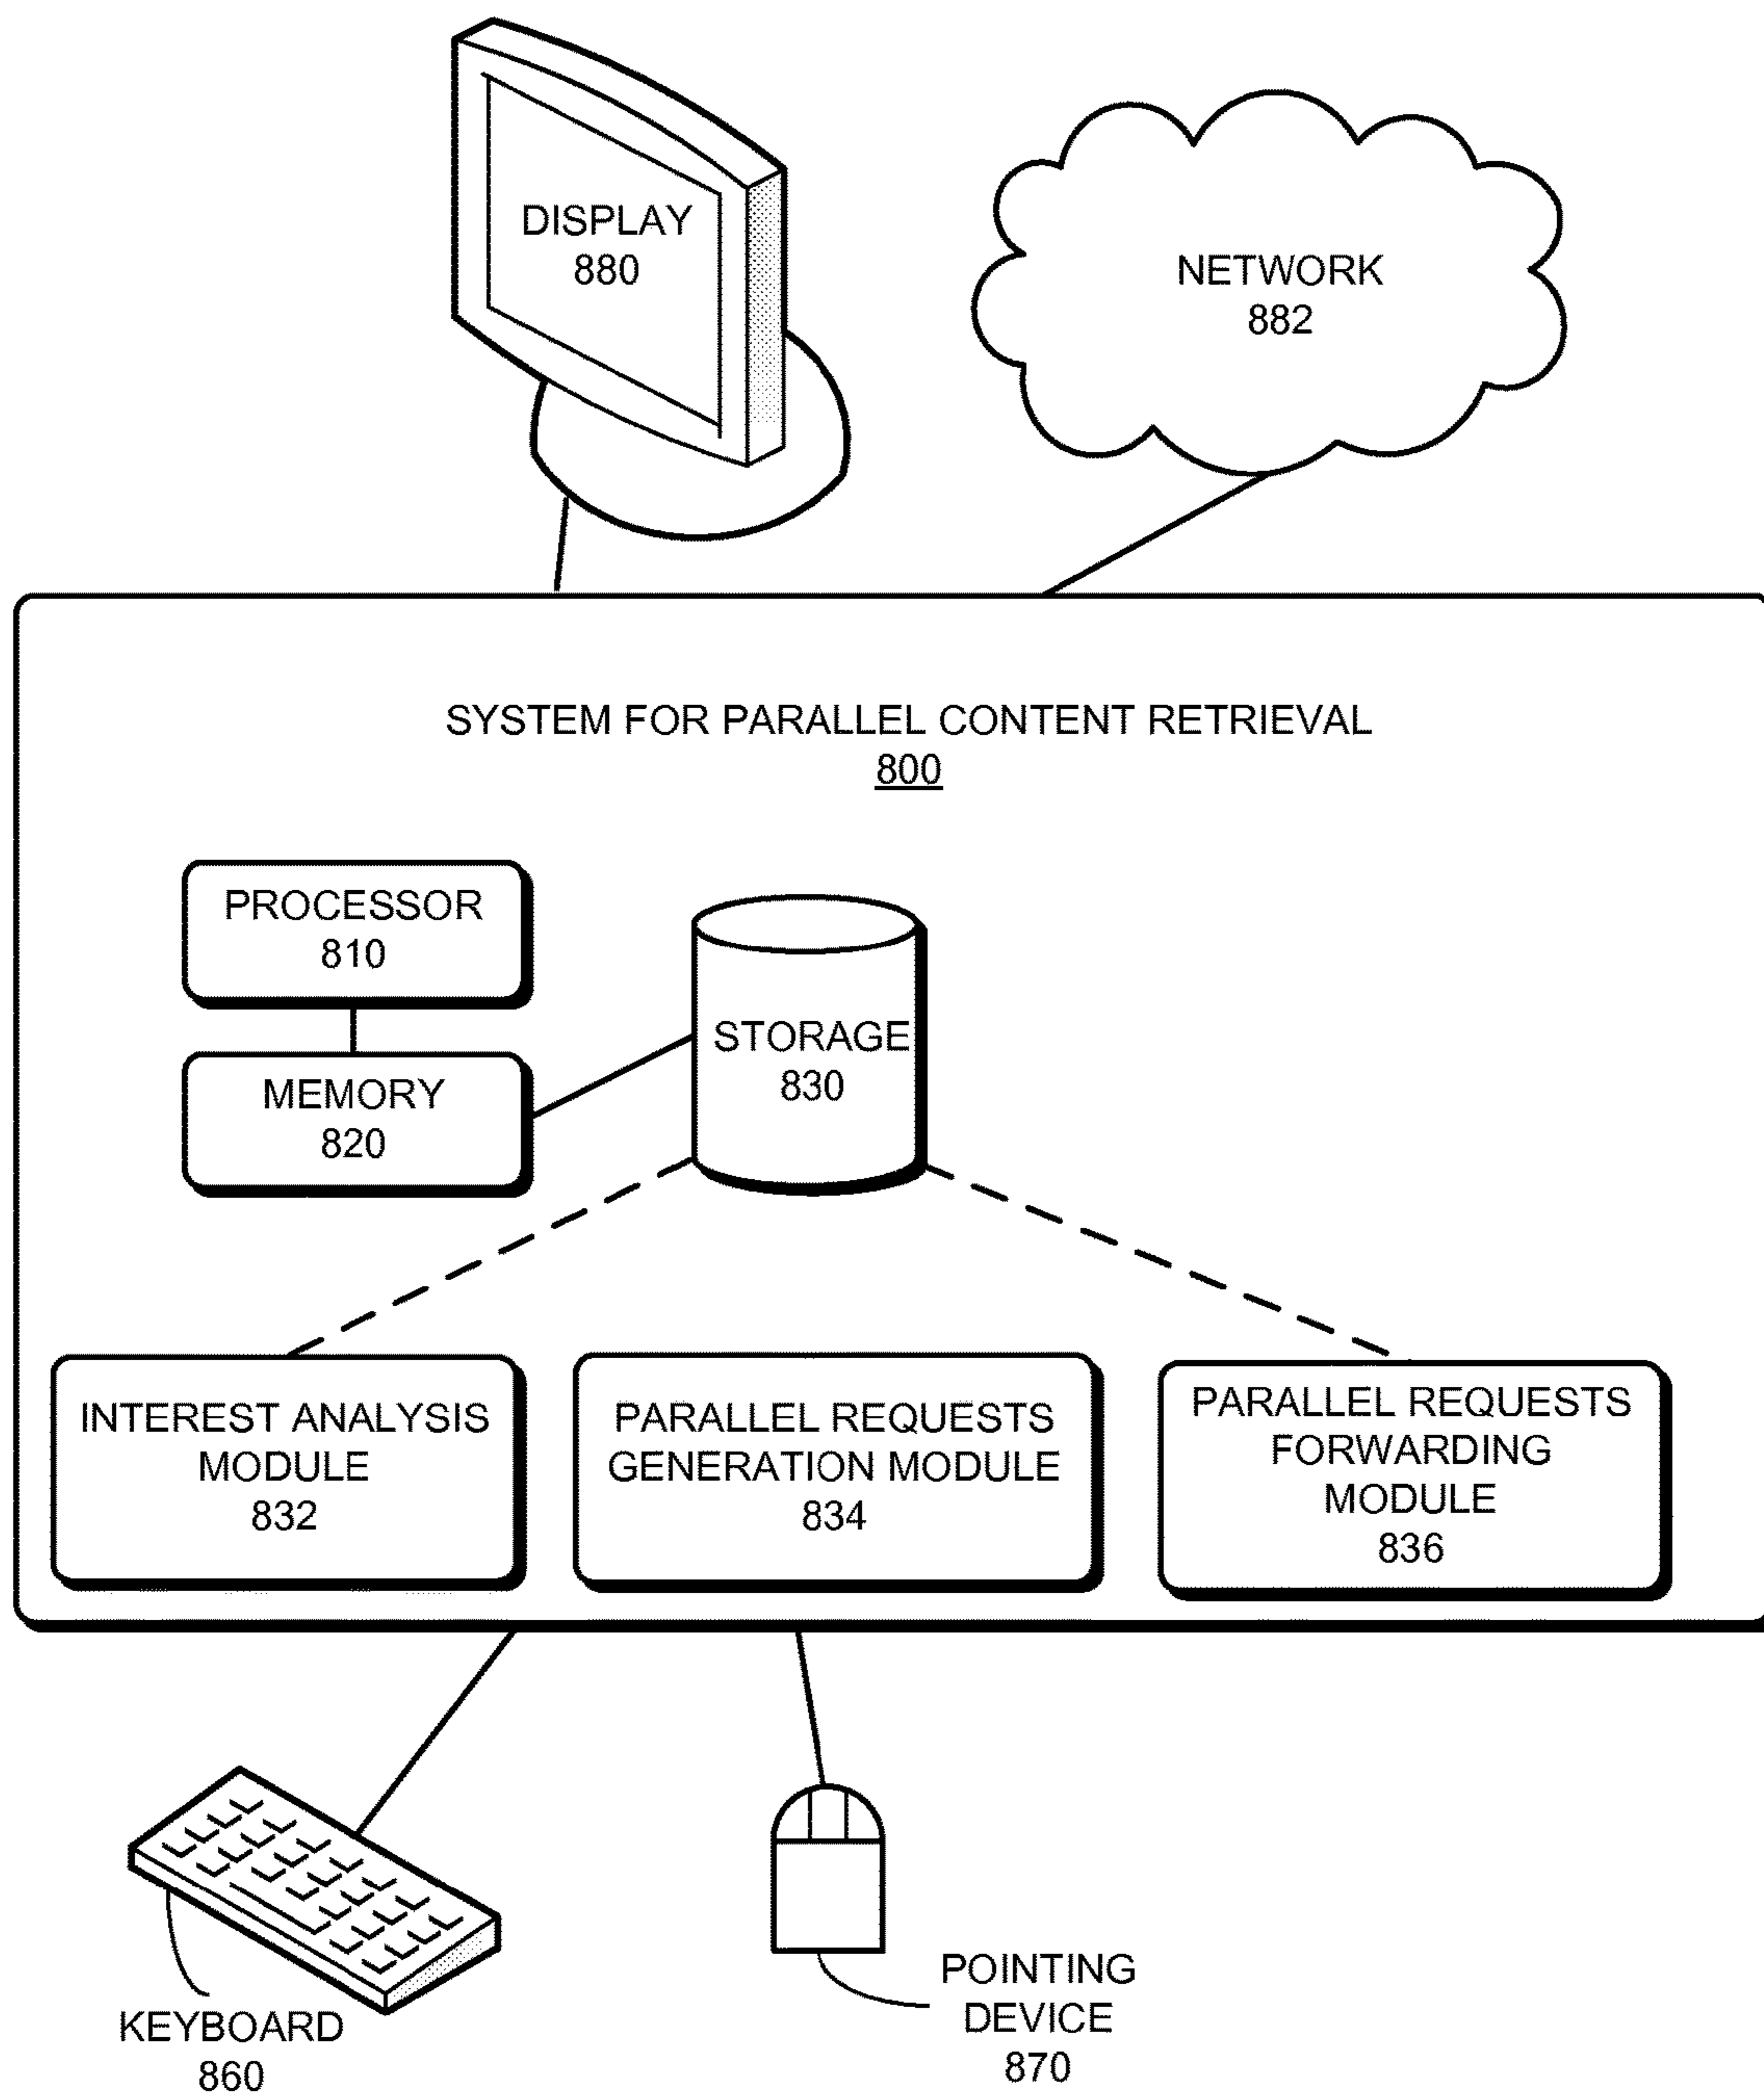 DISPLAY
880
NETWORK
882
SYSTEM FOR PARALLEL CONTENT RETRIEVAL
800
PROCESSOR
810
MEMORY
820
STORAGE
830
INTEREST ANALYSIS
MODULE
832
PARALLEL REQUESTS
GENERATION MODULE
834
PARALLEL REQUESTS
FORWARDING
MODULE
836
KEYBOARD
860
POINTING
DEVICE
870